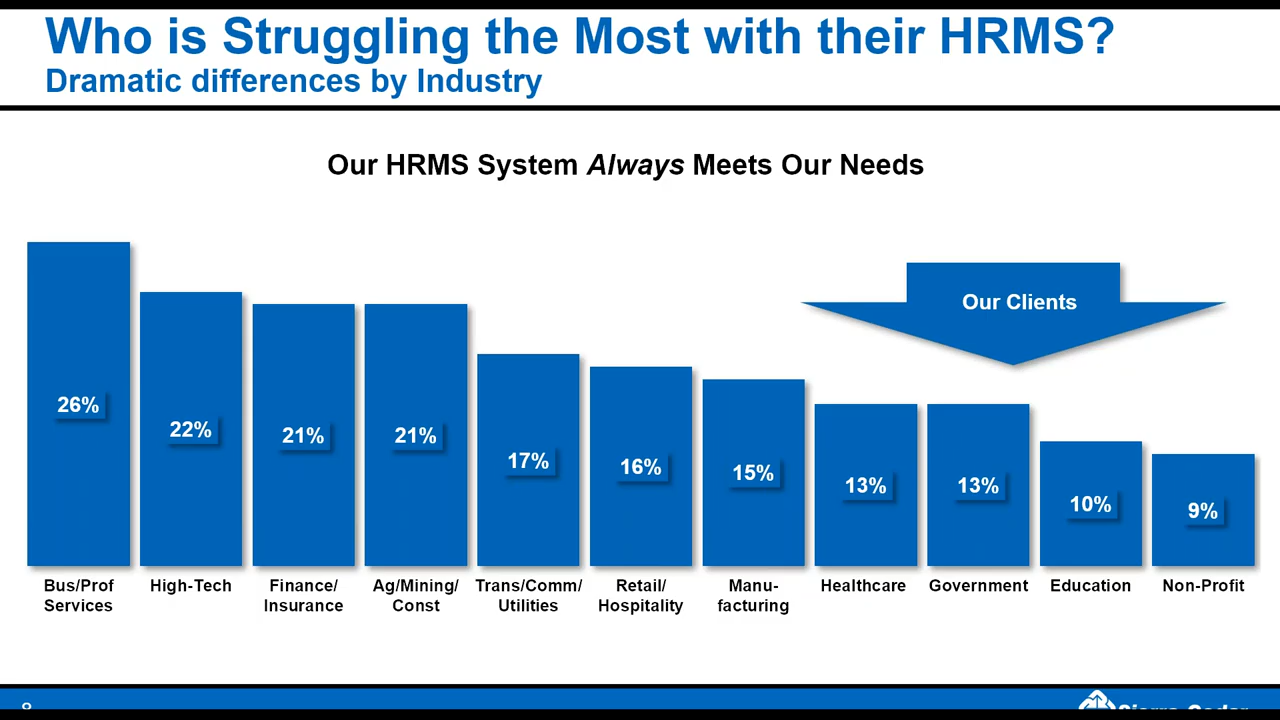 Who is Struggling the Most with their HRMS?
Dramatic differences by Industry
Our HRMS System Always Meets Our Needs
Our Clients
26%
22%
21%
21%
17%
16%
15%
13%
13%
10%
9%
Bus/Prof
Services
High-Tech
Finance/
Insurance
Ag/Mining/
Const
Trans/Comm/
Utilities
Retail/
Hospitality
Manu-
facturing
Healthcare
Government
Education
Non-Profit